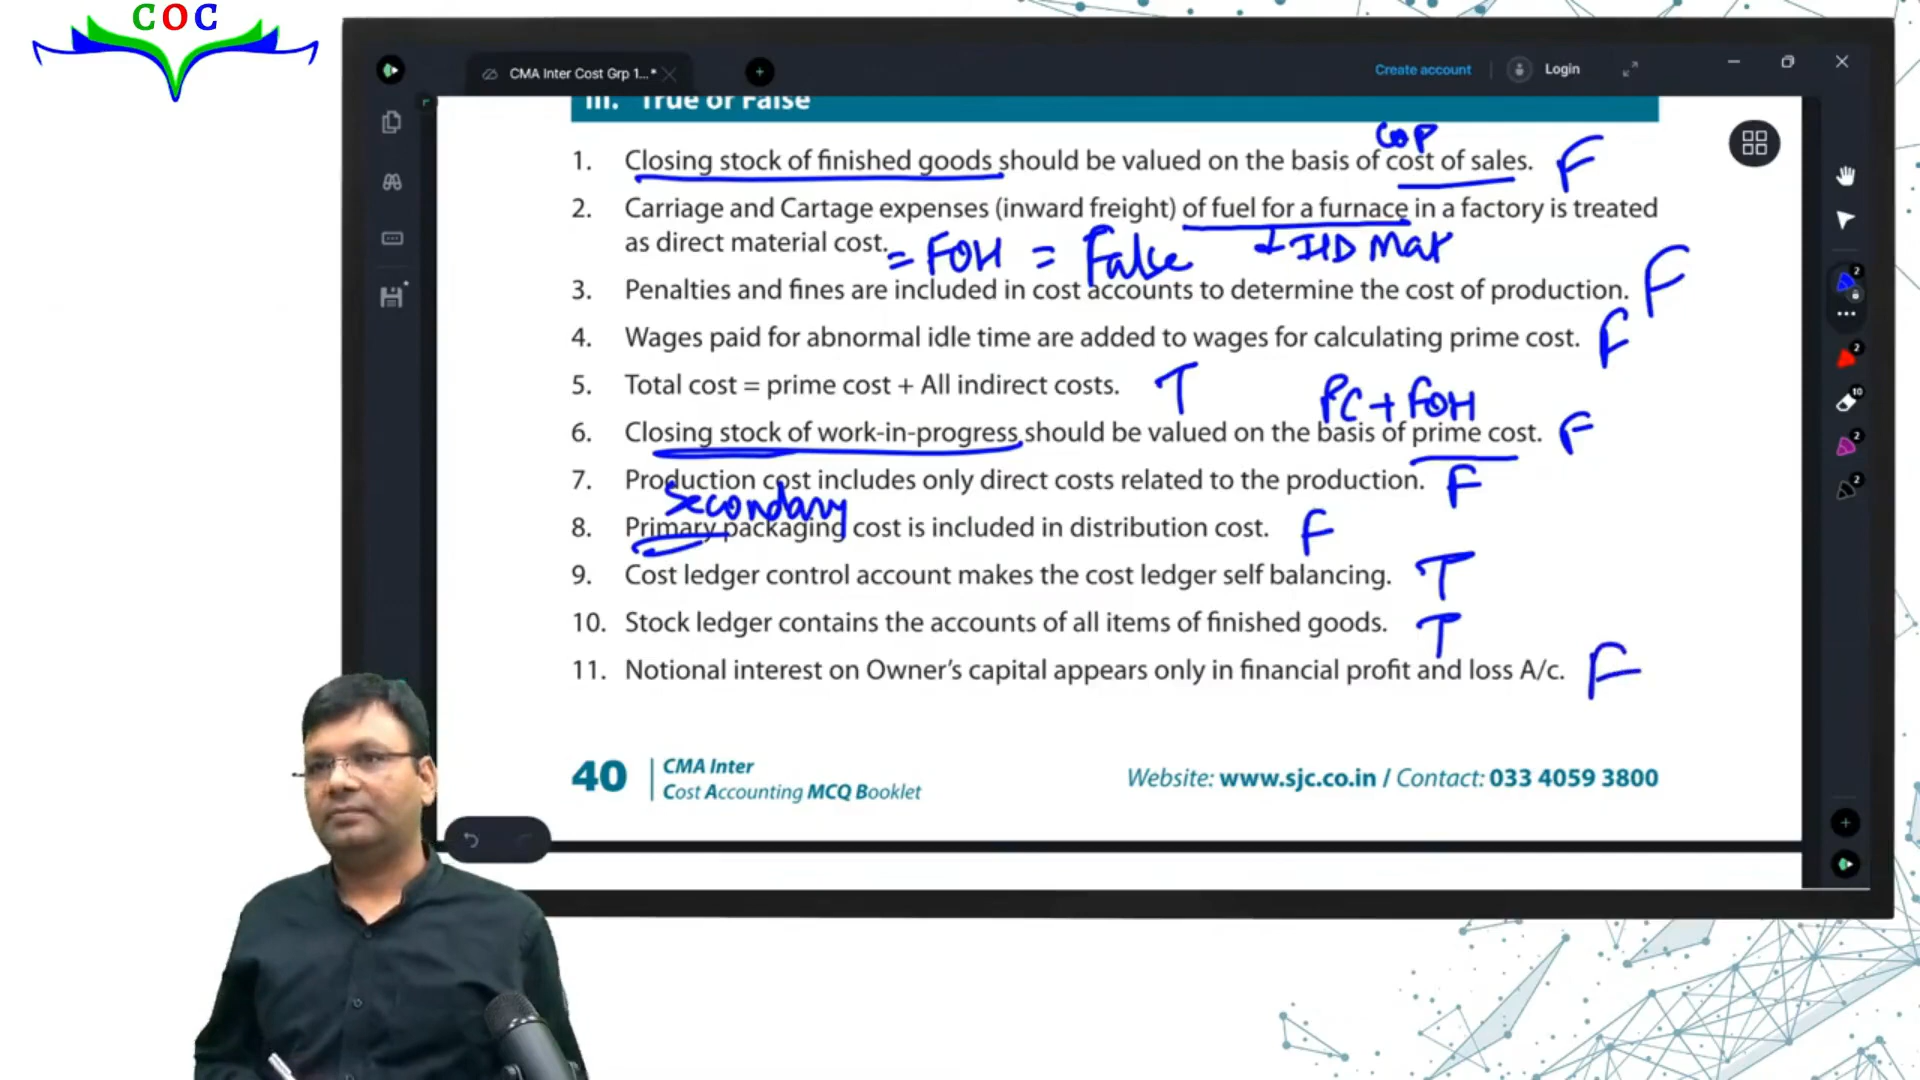 COC
CMA Inter Cost Grp 1...*
Create account
Login
III. True or False
COP
1. Closing stock of finished goods should be valued on the basis of cost of sales. F
2. Carriage and Cartage expenses (inward freight) of fuel for a furnace in a factory is treated
as direct material cost. = FOH = False IND Mat
3. Penalties and fines are included in cost accounts to determine the cost of production. F
4. Wages paid for abnormal idle time are added to wages for calculating prime cost. F
5. Total cost = prime cost + All indirect costs. T
PC + FOH
6. Closing stock of work-in-progress should be valued on the basis of prime cost. F
7. Production cost includes only direct costs related to the production. F
Secondary
8. Primary packaging cost is included in distribution cost. F
9. Cost ledger control account makes the cost ledger self balancing. T
10. Stock ledger contains the accounts of all items of finished goods. T
11. Notional interest on Owner's capital appears only in financial profit and loss A/c. F
40
CMA Inter
Cost Accounting MCQ Booklet
Website: www.sjc.co.in / Contact: 033 4059 3800
2
2
10
2
2